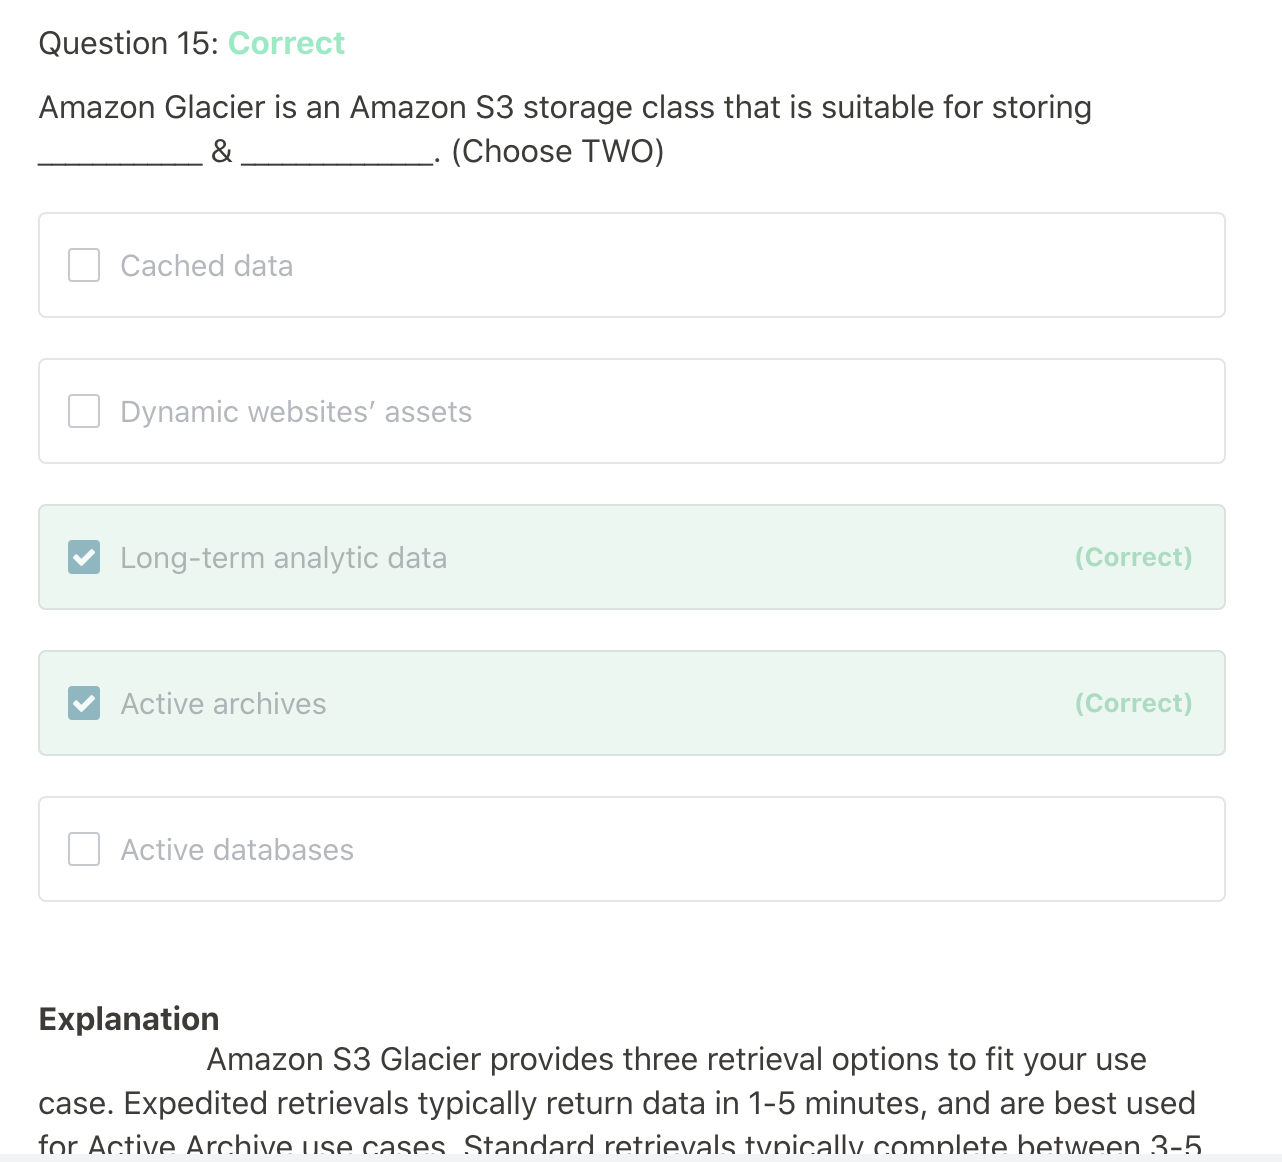 Question 15: Correct
Amazon Glacier is an Amazon S3 storage class that is suitable for storing
____________ & ______________. (Choose TWO)
Cached data
Dynamic websites’ assets
Long-term analytic data (Correct)
Active archives (Correct)
Active databases
Explanation
Amazon S3 Glacier provides three retrieval options to fit your use
case. Expedited retrievals typically return data in 1-5 minutes, and are best used
for Active Archive use cases. Standard retrievals typically complete between 3-5